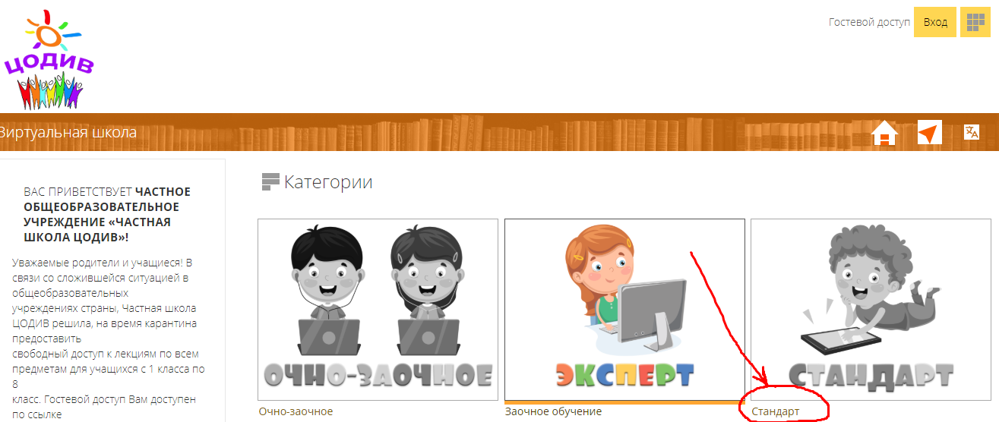 Гостевой доступ Вход
ЦОДИВ
Виртуальная школа
ВАС ПРИВЕТСТВУЕТ ЧАСТНОЕ
ОБЩЕОБРАЗОВАТЕЛЬНОЕ
УЧРЕЖДЕНИЕ «ЧАСТНАЯ
ШКОЛА ЦОДИВ»!
Уважаемые родители и учащиеся! В
связи со сложившейся ситуацией в
общеобразовательных
учреждениях страны, Частная школа
ЦОДИВ решила, на время карантина
предоставить
свободный доступ к лекциям по всем
предметам для учащихся с 1 класса по
8
класс. Гостевой доступ Вам доступен
по ссылке
Категории
ОЧНО-ЗАОЧНОЕ
Очно-заочное
ЭКСПЕРТ
Заочное обучение
СТАНДАРТ
Стандарт